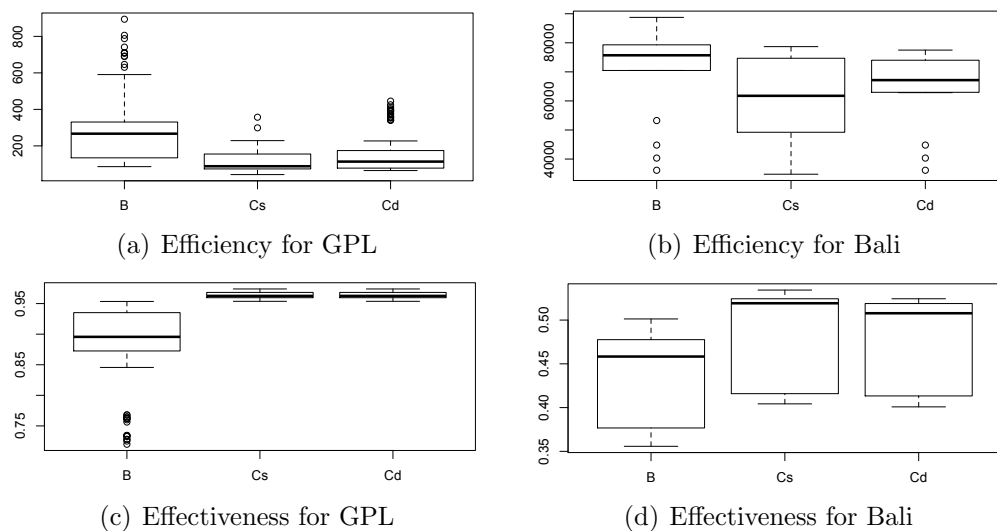 800
600
400
200
B
Cs
Cd
(a) Efficiency for GPL
80000
60000
40000
B
Cs
Cd
(b) Efficiency for Bali
0.95
0.85
0.75
B
Cs
Cd
(c) Effectiveness for GPL
0.50
0.45
0.40
0.35
B
Cs
Cd
(d) Effectiveness for Bali